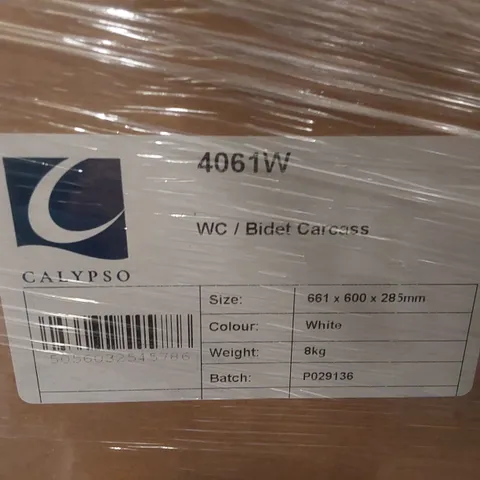 4061W
WC / Bidet Carcass
CALYPSO
Size: 661 x 600 x 285mm
Colour: White
Weight: 8kg
Batch: P029136